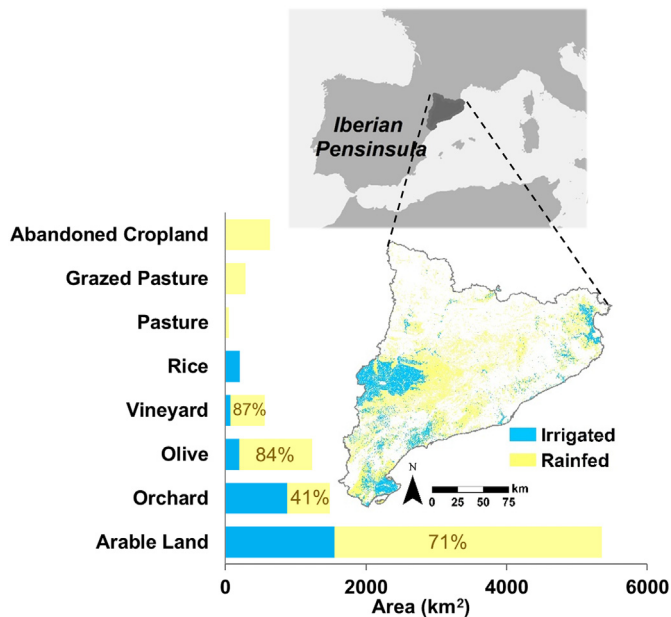 Iberian
Pensinsula
Abandoned Cropland
Grazed Pasture
Pasture
Rice
Vineyard
87%
Olive
84%
Orchard
41%
Arable Land
71%
Irrigated
Rainfed
N
km
0 25 50 75
0 2000 4000 6000
Area (km²)